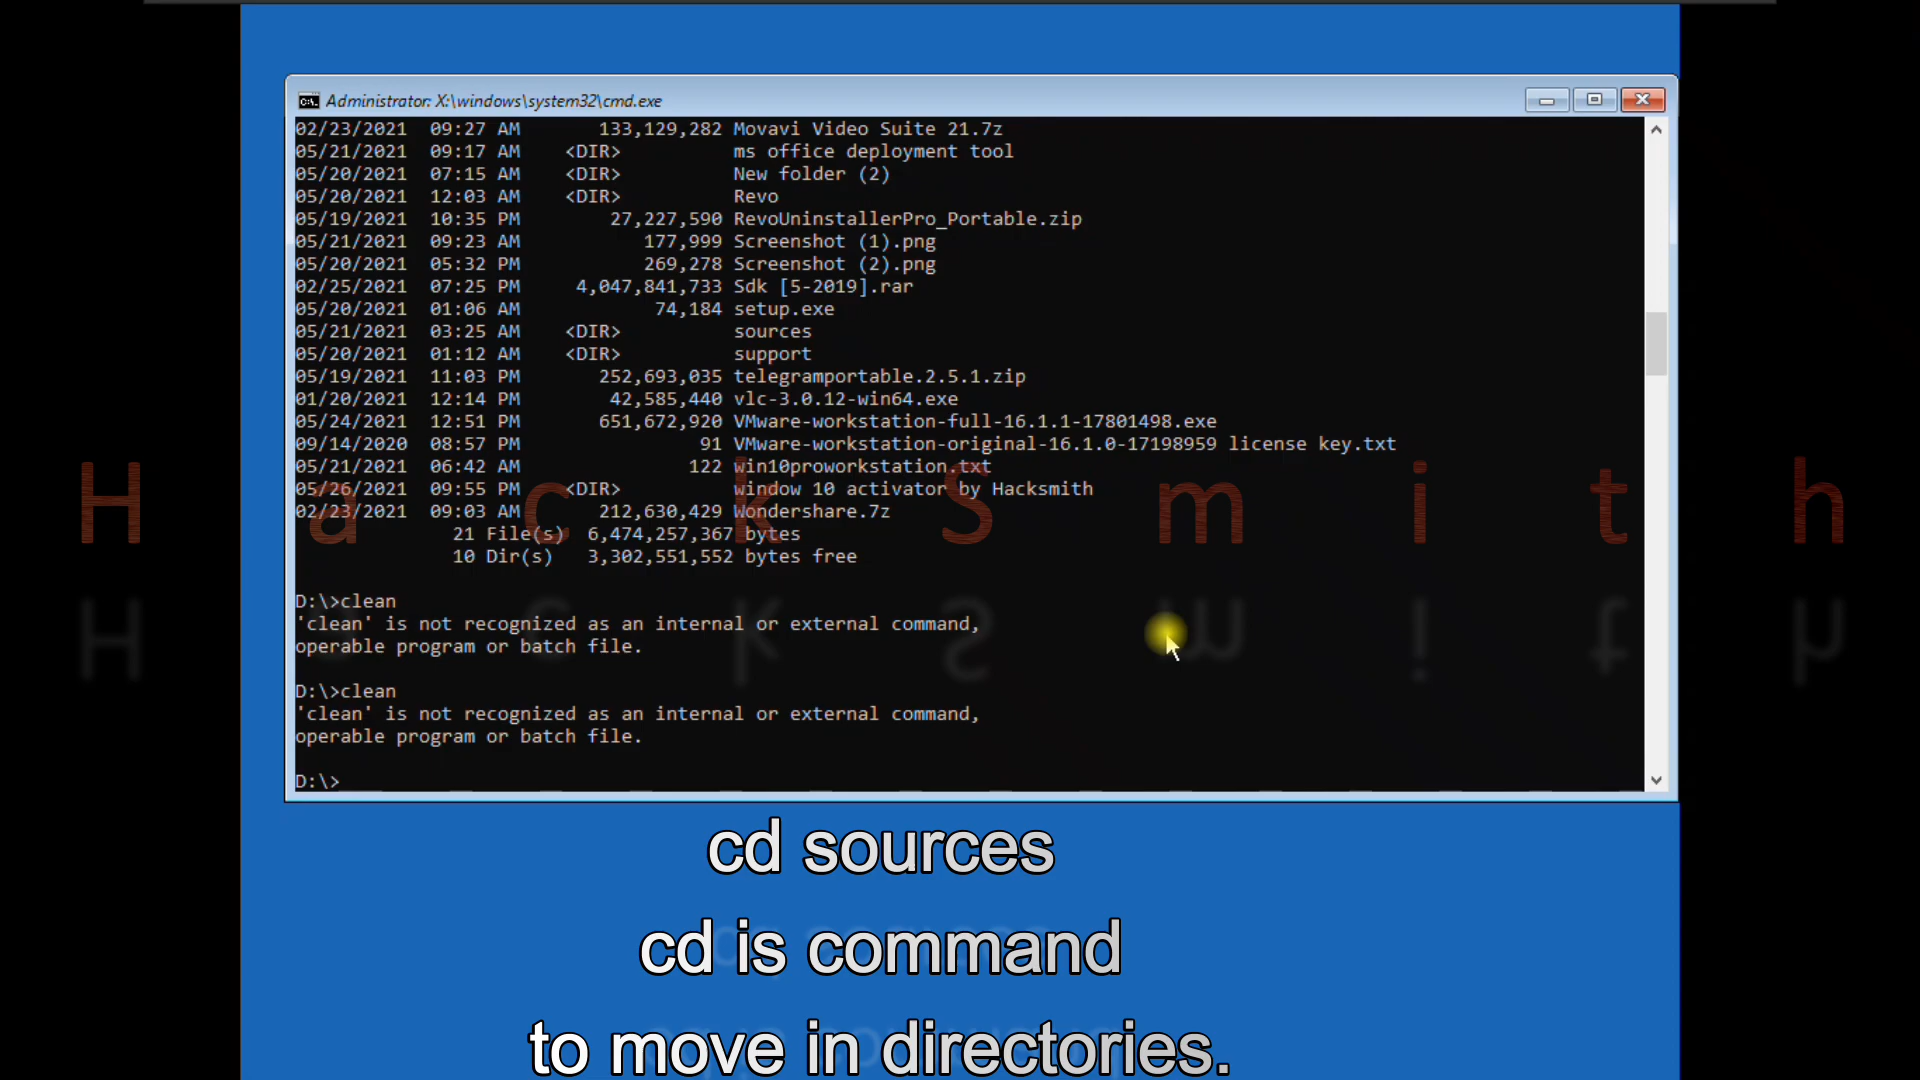 Administrator: X:\windows\system32\cmd.exe
02/23/2021  09:27 AM       133,129,282 Movavi Video Suite 21.7z
05/21/2021  09:17 AM    <DIR>          ms office deployment tool
05/20/2021  07:15 AM    <DIR>          New folder (2)
05/20/2021  12:03 AM    <DIR>          Revo
05/19/2021  10:35 PM        27,227,590 RevoUninstallerPro_Portable.zip
05/21/2021  09:23 AM           177,999 Screenshot (1).png
05/20/2021  05:32 PM           269,278 Screenshot (2).png
02/25/2021  07:25 PM     4,047,841,733 Sdk [5-2019].rar
05/20/2021  01:06 AM            74,184 setup.exe
05/21/2021  03:25 AM    <DIR>          sources
05/20/2021  01:12 AM    <DIR>          support
05/19/2021  11:03 PM       252,693,035 telegramportable.2.5.1.zip
01/20/2021  12:14 PM        42,585,440 vlc-3.0.12-win64.exe
05/24/2021  12:51 PM       651,672,920 VMware-workstation-full-16.1.1-17801498.exe
09/14/2020  08:57 PM                91 VMware-workstation-original-16.1.0-17198959 license key.txt
05/21/2021  06:42 AM               122 win10proworkstation.txt
05/26/2021  09:55 PM    <DIR>          window 10 activator by Hacksmith
02/23/2021  09:03 AM       212,630,429 Wondershare.7z
21 File(s)  6,474,257,367 bytes
10 Dir(s)   3,302,551,552 bytes free
HackSmith
D:\>clean
'clean' is not recognized as an internal or external command,
operable program or batch file.
D:\>clean
'clean' is not recognized as an internal or external command,
operable program or batch file.
D:\>
cd sources
cd is command
to move in directories.